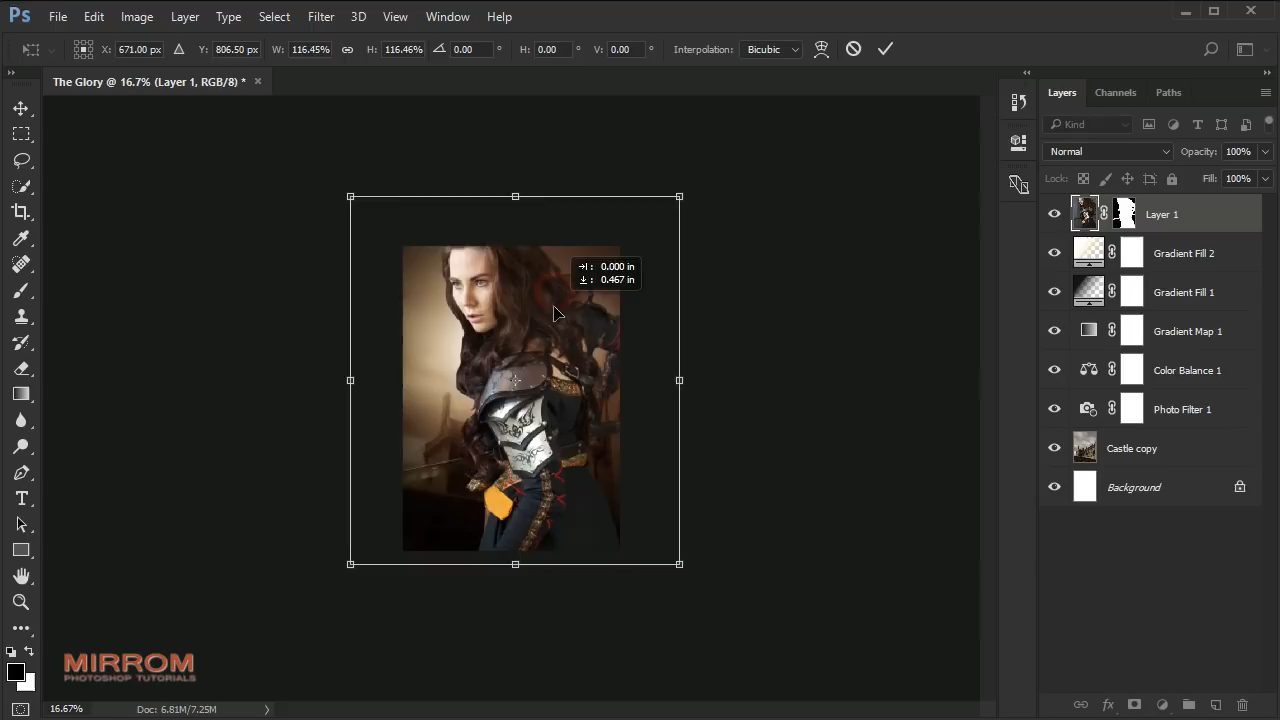 Ps File Edit Image Layer Type Select Filter 3D View Window Help
X: 671.00 px Y: 806.50 px W: 116.45% H: 116.46% 0.00 ° H: 0.00 ° V: 0.00 ° Interpolation: Bicubic
The Glory @ 16.7% (Layer 1, RGB/8) * ×
Layers Channels Paths
Kind
Normal Opacity: 100%
Lock: Fill: 100%
Layer 1
Gradient Fill 2
Gradient Fill 1
Gradient Map 1
Color Balance 1
Photo Filter 1
Castle copy
Background
: 0.000 in
: 0.467 in
MIRROM
PHOTOSHOP TUTORIALS
16.67% Doc: 6.81M/7.25M